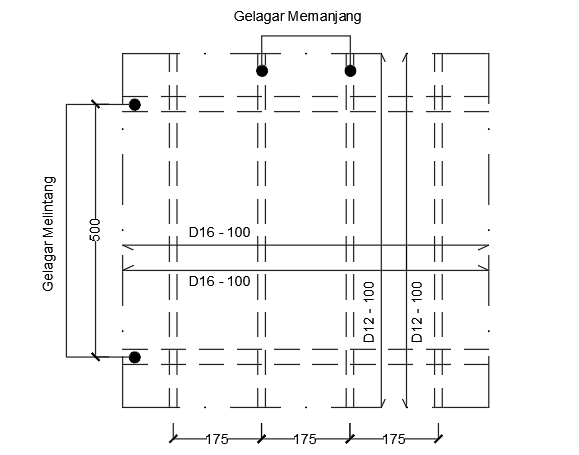 Gelagar Memanjang
Gelagar Melintang
500
D16 - 100
D16 - 100
D12 - 100
D12 - 100
175
175
175